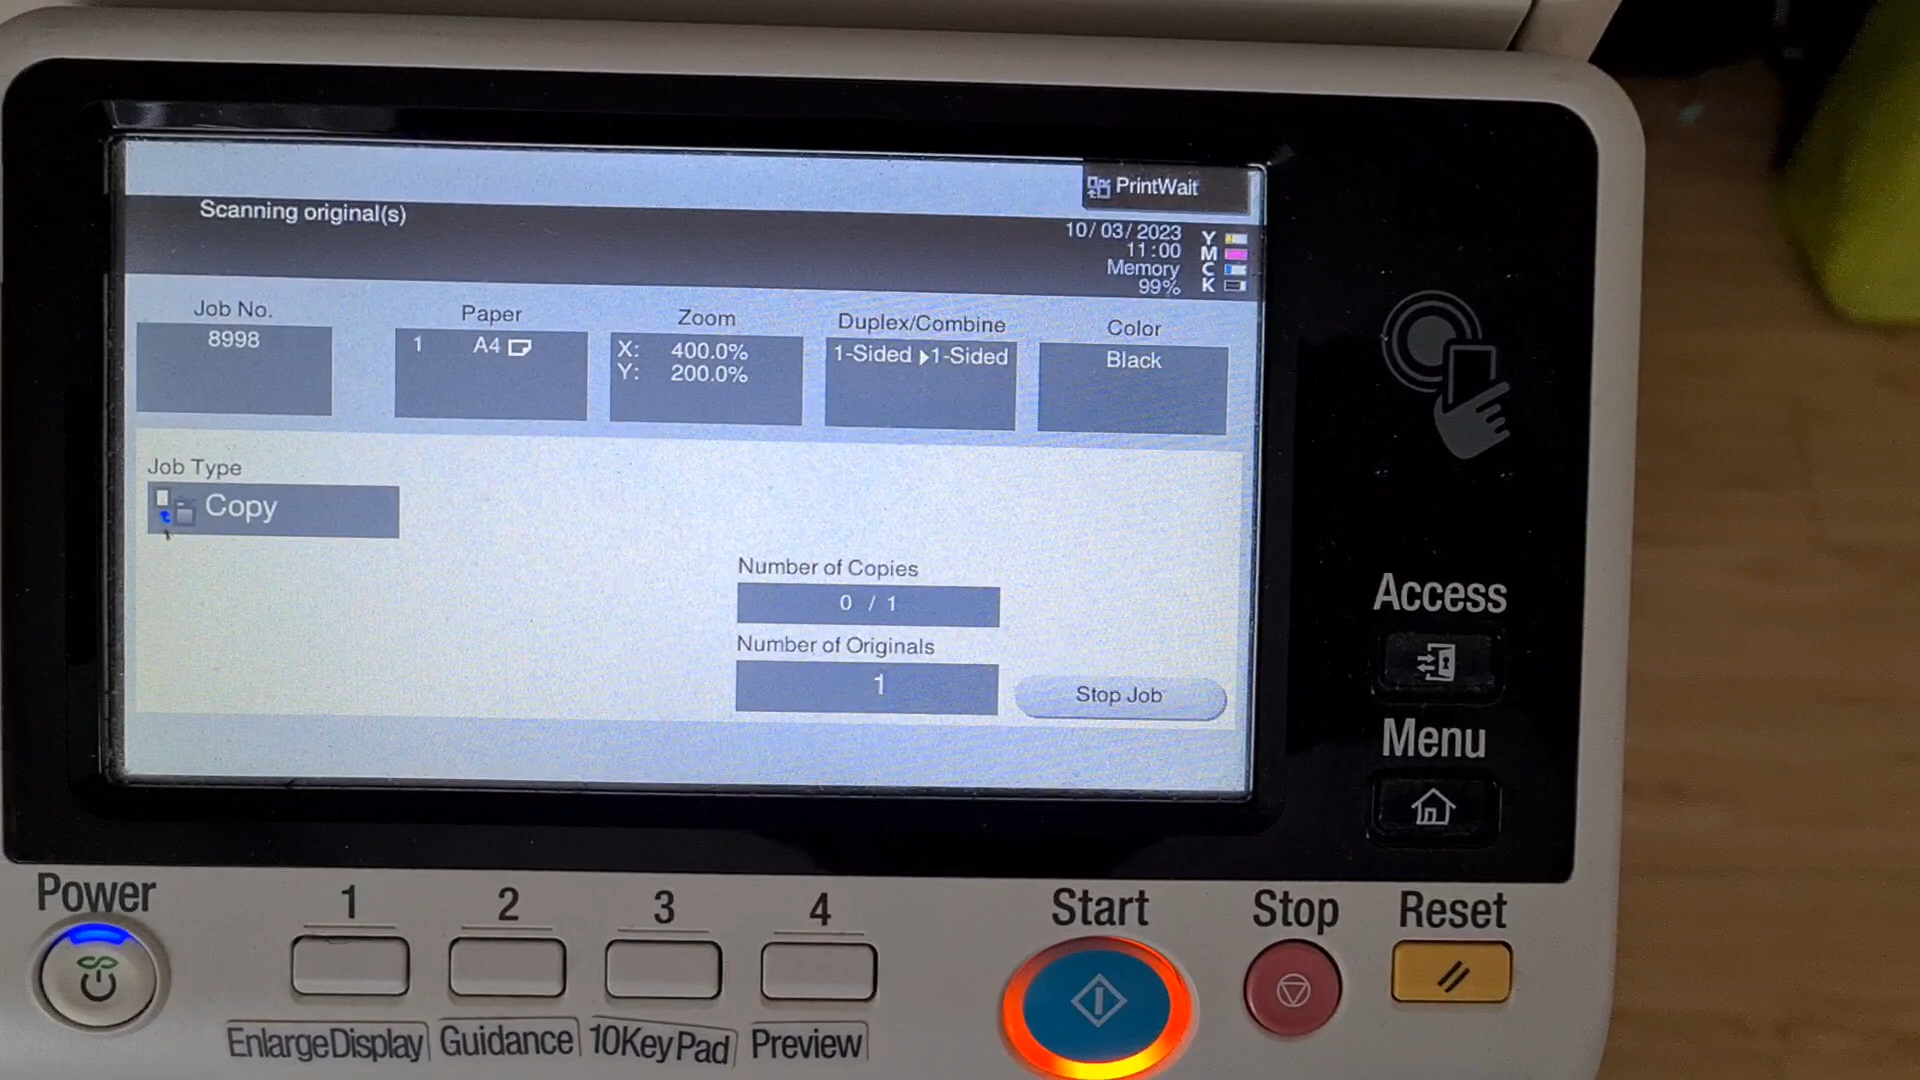 PrintWait
Scanning original(s)
10/03/2023
11:00
Memory
99%
Y
M
C
K
Job No.
8998
Paper
1 A4
Zoom
X: 400.0%
Y: 200.0%
Duplex/Combine
1-Sided ▶1-Sided
Color
Black
Job Type
Copy
Number of Copies
0 / 1
Number of Originals
1
Stop Job
Access
Menu
Power
1
2
3
4
Start
Stop
Reset
EnlargeDisplay
Guidance
10KeyPad
Preview